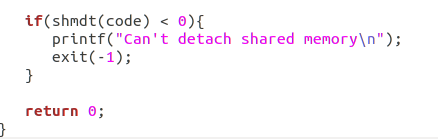 if(shmdt(code) < 0){
printf("Can't detach shared memory\n");
exit(-1);
}
return 0;
}